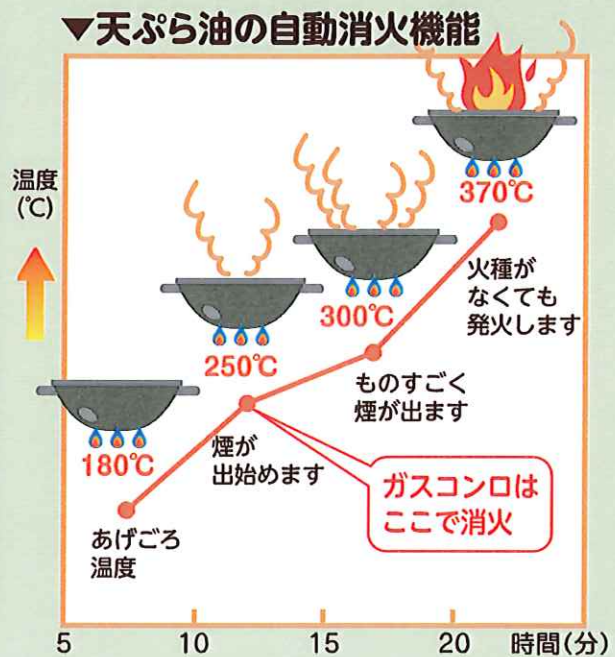 ▼天ぷら油の自動消火機能
温度
(℃)
370℃
火種が
なくても
発火します
300℃
ものすごく
煙が出ます
250℃
煙が
出始めます
ガスコンロは
ここで消火
180℃
あげごろ
温度
5 10 15 20 時間(分)